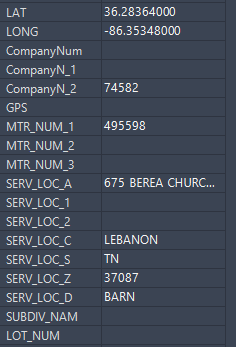 LAT 36.28364000
LONG -86.35348000
CompanyNum
CompanyN_1
CompanyN_2 74582
GPS
MTR_NUM_1 495598
MTR_NUM_2
MTR_NUM_3
SERV_LOC_A 675 BEREA CHURC...
SERV_LOC_1
SERV_LOC_2
SERV_LOC_C LEBANON
SERV_LOC_S TN
SERV_LOC_Z 37087
SERV_LOC_D BARN
SUBDIV_NAM
LOT_NUM